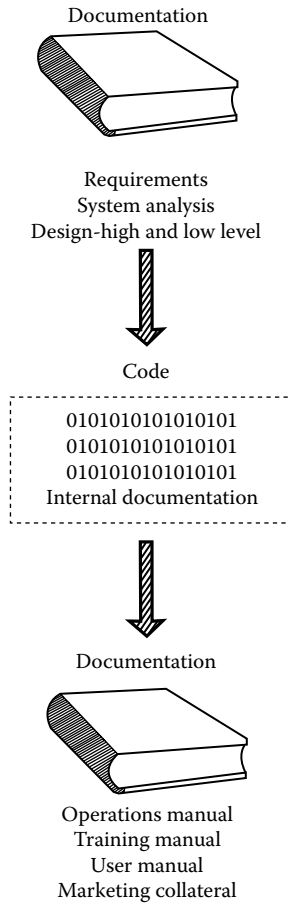 Documentation
Requirements
System analysis
Design-high and low level
Code
0101010101010101
0101010101010101
0101010101010101
Internal documentation
Documentation
Operations manual
Training manual
User manual
Marketing collateral